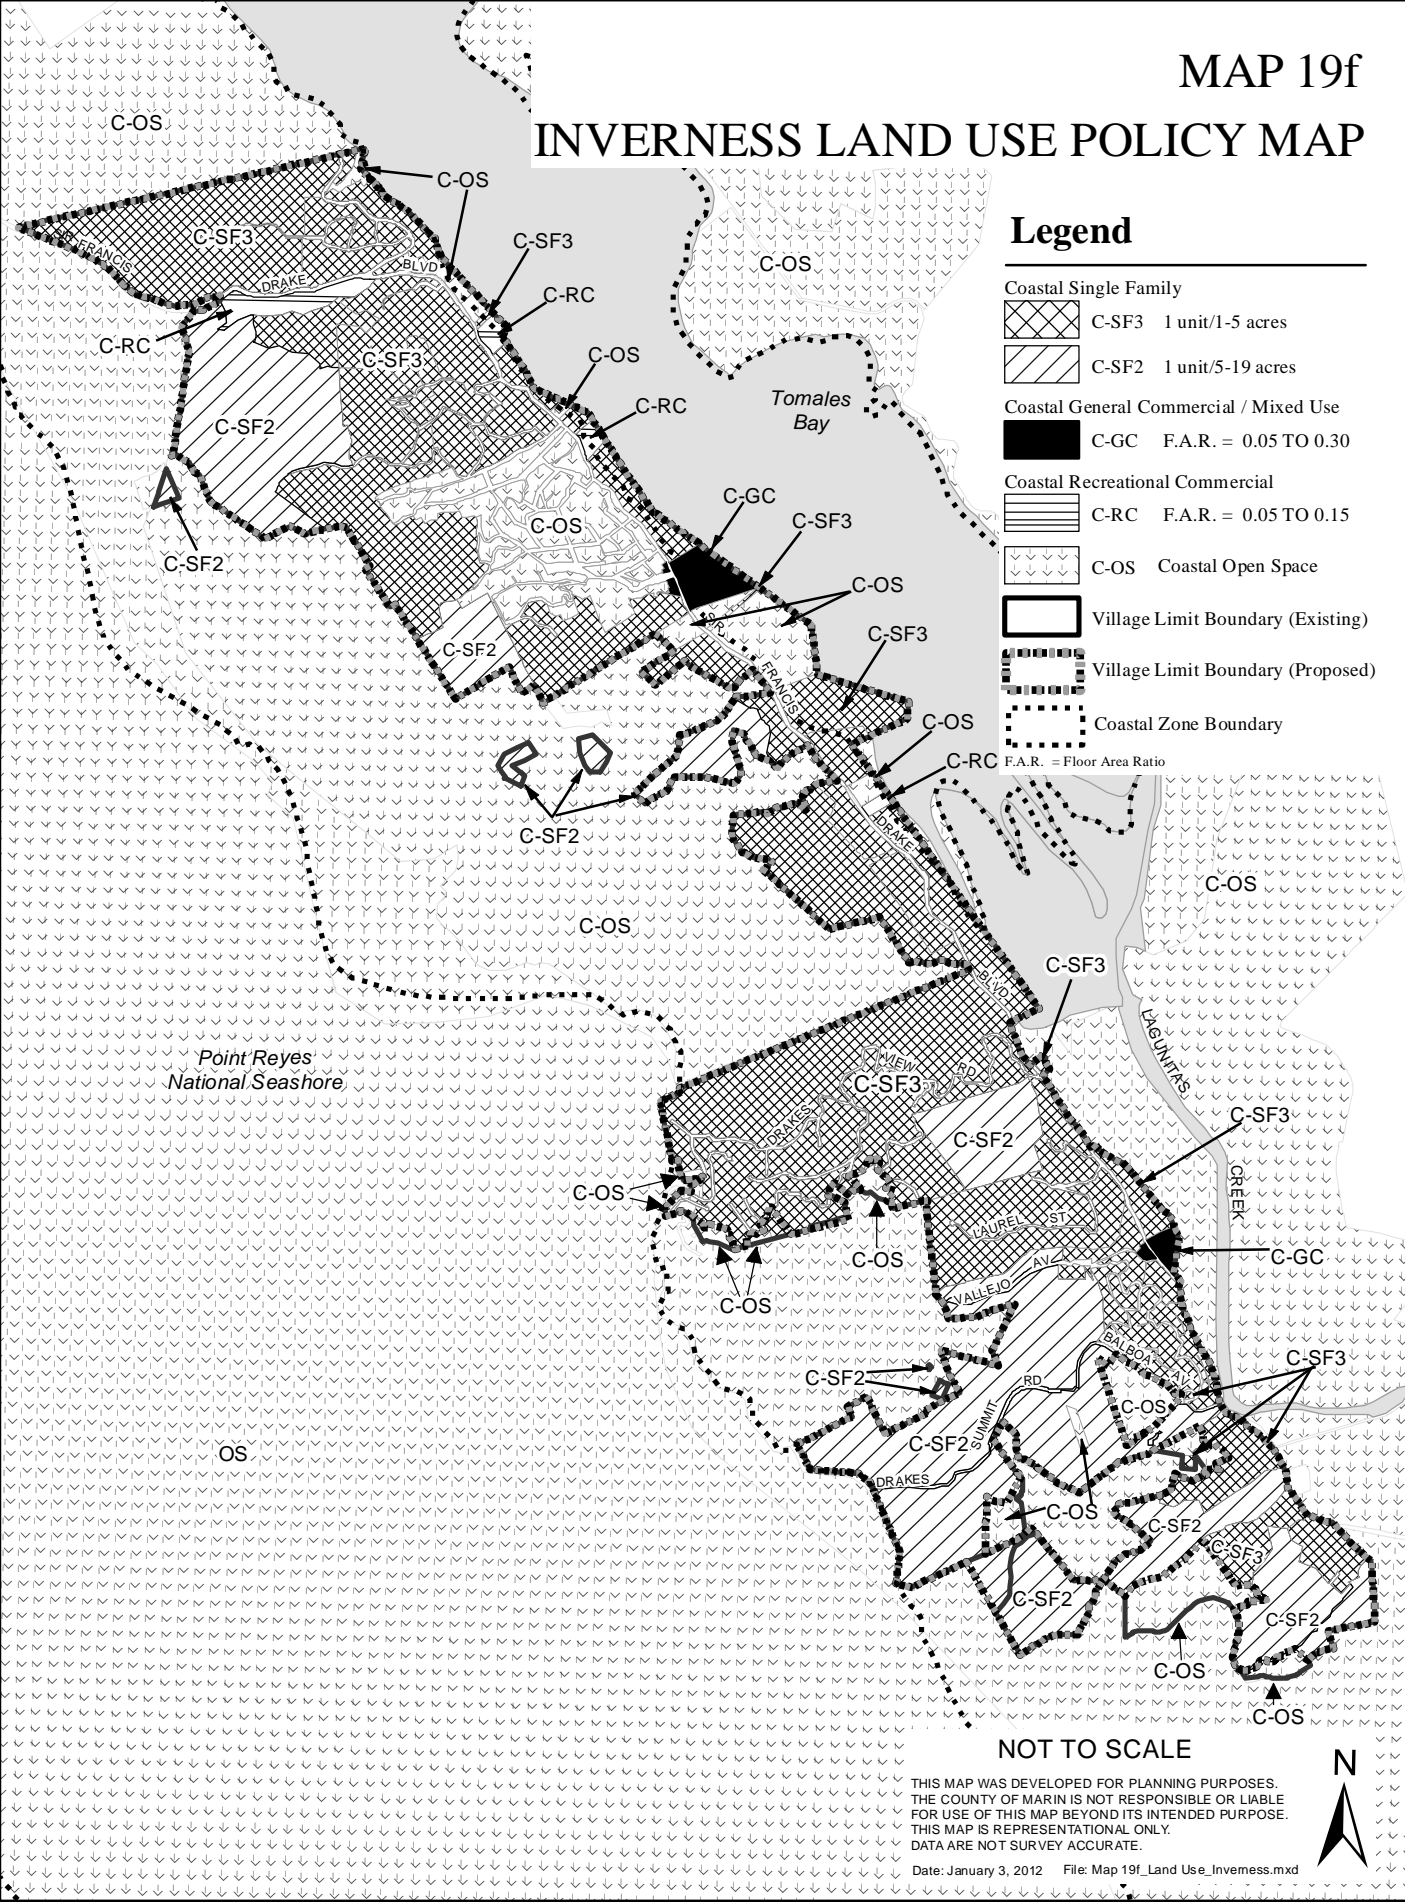 MAP 19f
INVERNESS LAND USE POLICY MAP
Legend
Coastal Single Family
C-SF3 1 unit/1-5 acres
C-SF2 1 unit/5-19 acres
Coastal General Commercial / Mixed Use
C-GC F.A.R. = 0.05 TO 0.30
Coastal Recreational Commercial
C-RC F.A.R. = 0.05 TO 0.15
C-OS Coastal Open Space
Village Limit Boundary (Existing)
Village Limit Boundary (Proposed)
Coastal Zone Boundary
F.A.R. = Floor Area Ratio
C-OS
C-OS
C-SF3
C-SF3
SIR FRANCIS
DRAKE
BLVD
C-OS
C-RC
C-RC
C-SF3
C-OS
C-RC
Tomales
Bay
C-SF2
C-GC
C-SF3
C-OS
C-SF2
C-OS
C-SF3
C-SF2
SIR
FRANCIS
C-OS
C-RC
C-SF2
DRAKE
C-OS
C-OS
C-SF3
BLVD
LAGUNITAS
CREEK
Point Reyes
National Seashore
VIEW
RD
C-SF3
DRAKES
C-SF2
C-SF3
C-OS
LAUREL
ST
C-OS
C-GC
AV
VALLEJO
C-OS
BALBOA
AV
C-SF3
C-SF2
RD
C-OS
SUMMIT
C-SF2
OS
DRAKES
C-OS
C-SF2
C-SF3
C-SF2
C-SF2
C-OS
C-OS
NOT TO SCALE
N
THIS MAP WAS DEVELOPED FOR PLANNING PURPOSES.
THE COUNTY OF MARIN IS NOT RESPONSIBLE OR LIABLE
FOR USE OF THIS MAP BEYOND ITS INTENDED PURPOSE.
THIS MAP IS REPRESENTATIONAL ONLY.
DATA ARE NOT SURVEY ACCURATE.
Date: January 3, 2012 File: Map 19f_Land Use_Inverness.mxd